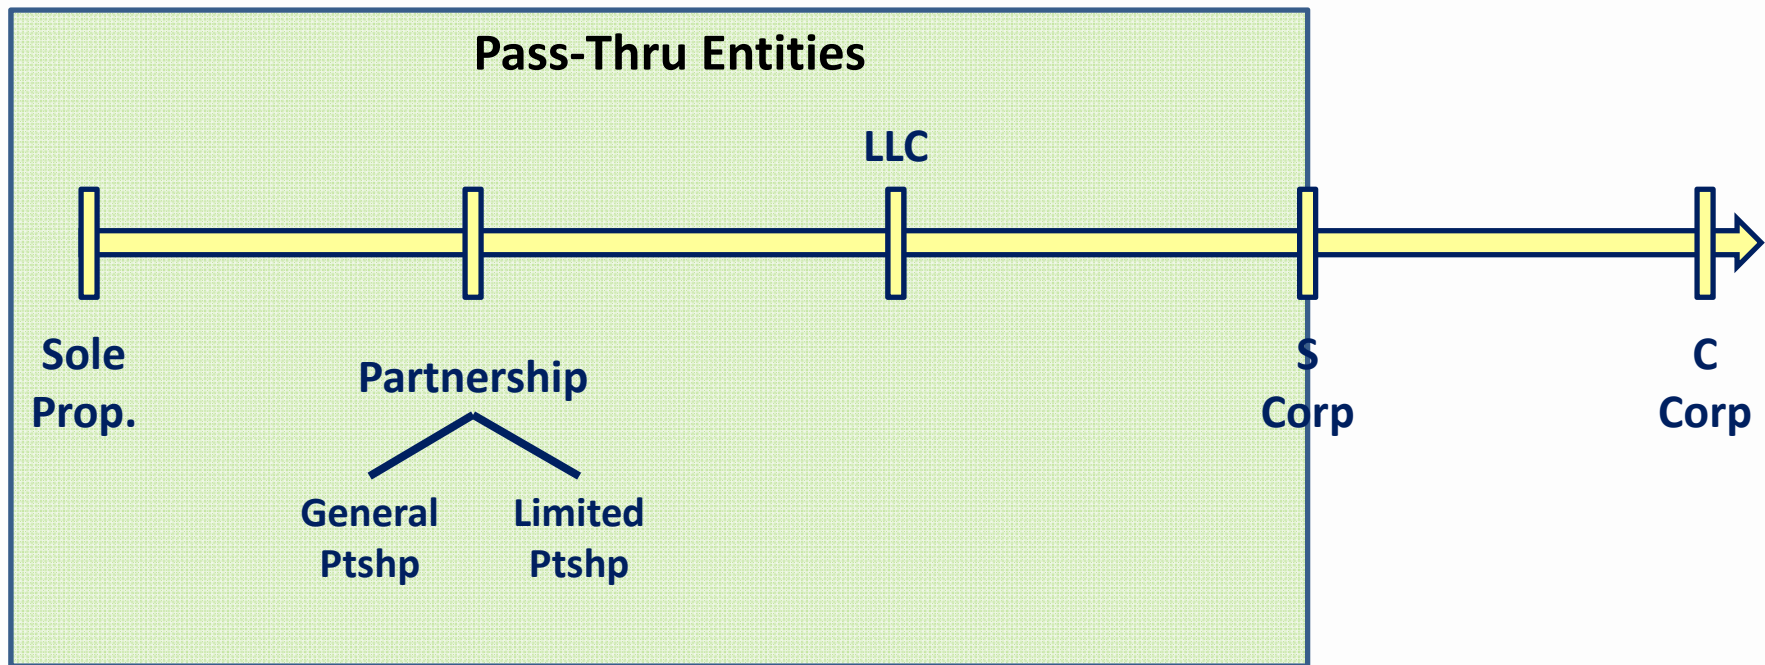 Pass-Thru Entities
LLC
Sole
Prop.
Partnership
General
Ptshp
Limited
Ptshp
S
Corp
C
Corp